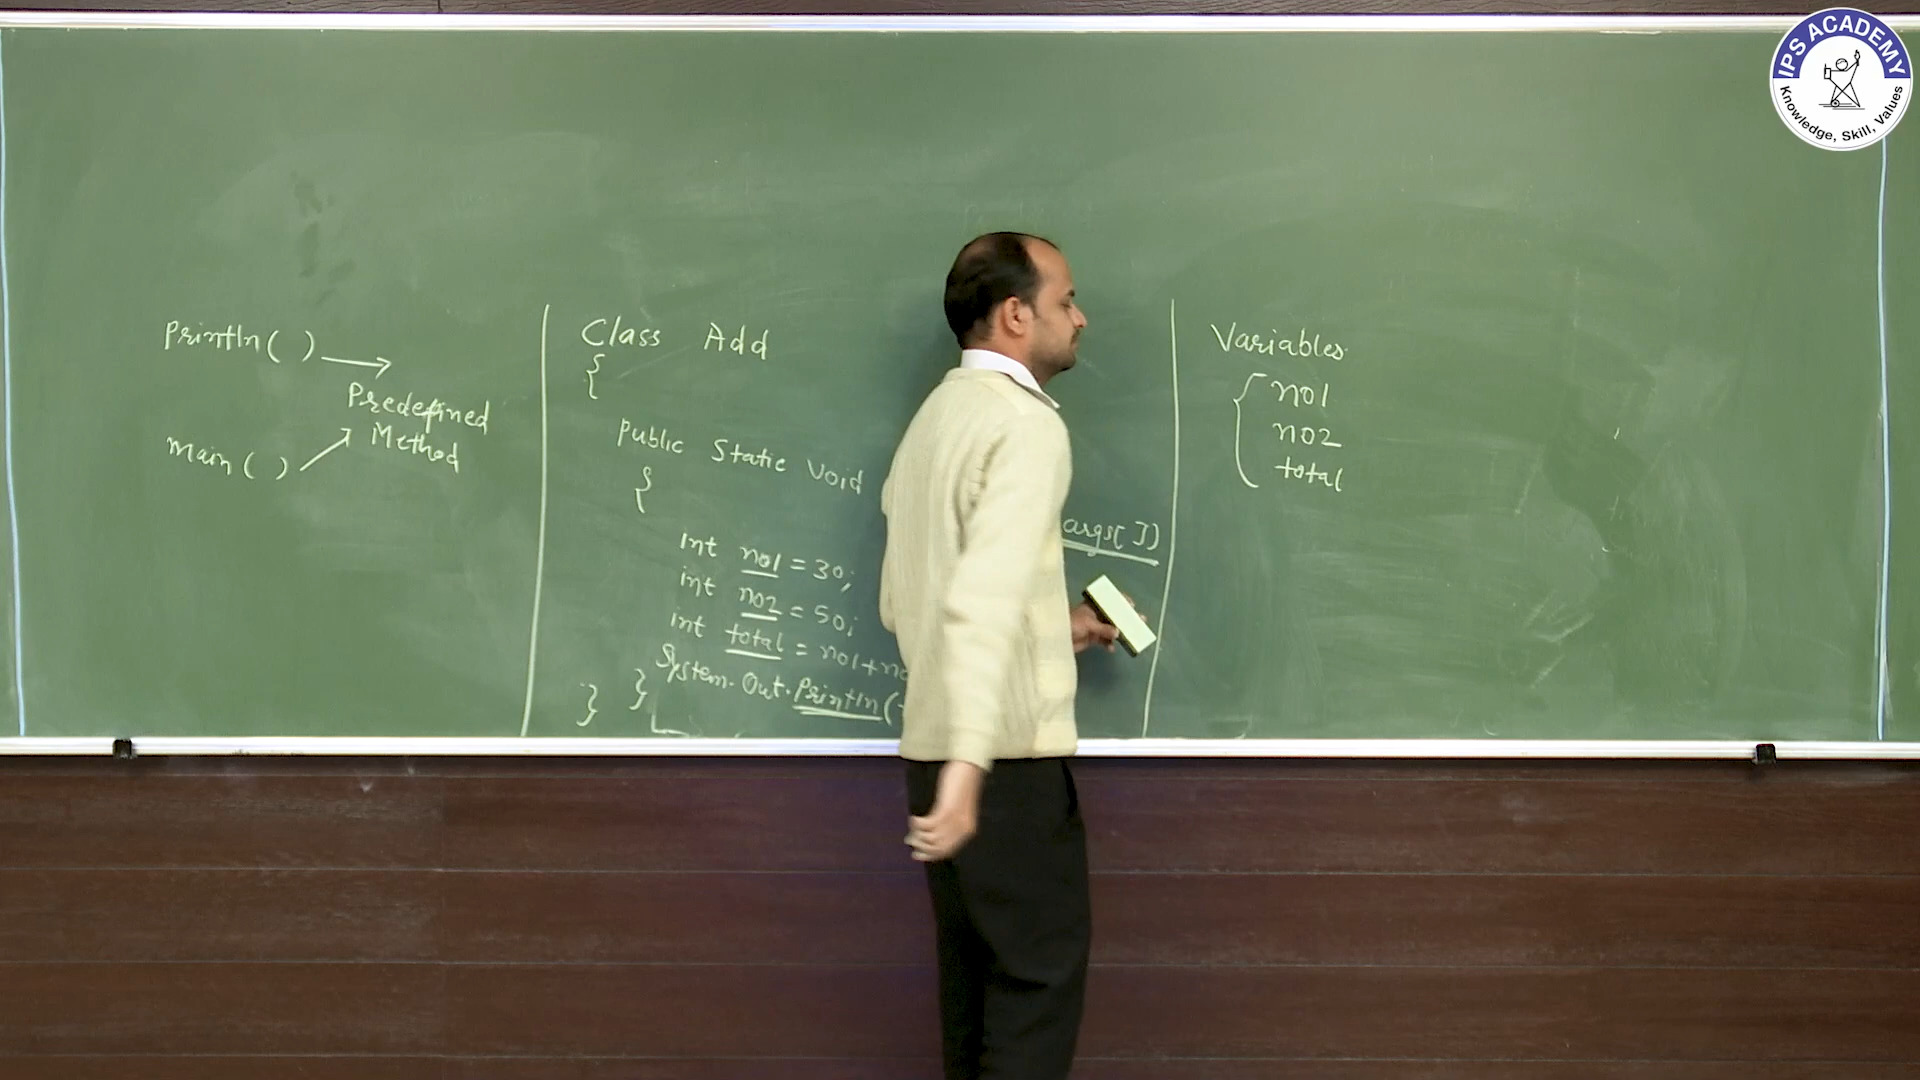 IPS ACADEMY
Knowledge, Skill, Values
Println( )
Predefined
Method
main( )
Class Add
{
Public Static Void
args[])
{
int no1 = 30;
int no2 = 50;
int total = no1+no
System.Out.Println(
}
}
Variables
{ no1
no2
total